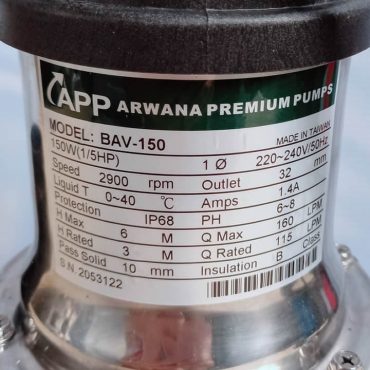 APP ARWANA PREMIUM PUMPS
MODEL: BAV-150 MADE IN TAIWAN
150W(1/5HP) 1 Ø 220~240V/50Hz
Speed 2900 rpm Outlet 32 mm
Liquid T 0~40 ℃ Amps 1.4A
Protection IP68 PH 6~8
H Max 6 M Q Max 160 LPM
H Rated 3 M Q Rated 115 LPM
Pass Solid 10 mm Insulation B Class
S.N. 2053122